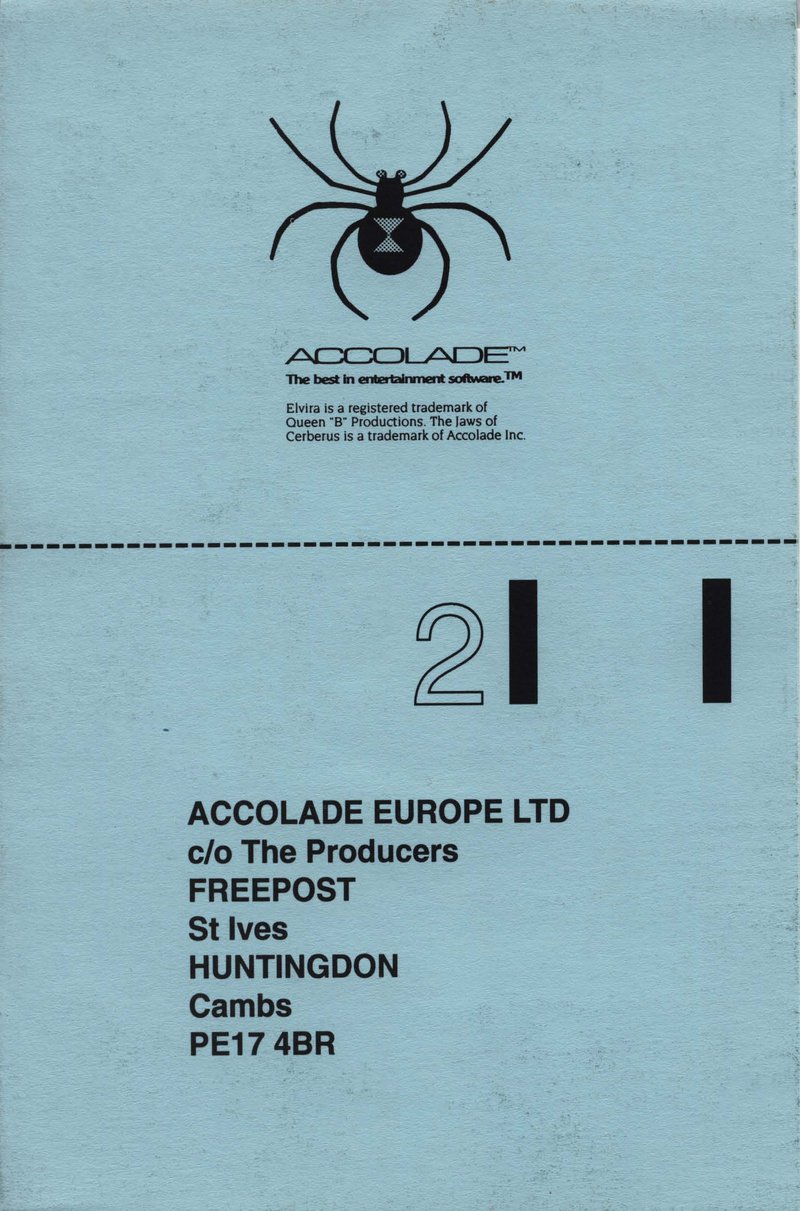 ACCOLADE™
The best in entertainment software.™
Elvira is a registered trademark of
Queen "B" Productions. The Jaws of
Cerberus is a trademark of Accolade Inc.
2
ACCOLADE EUROPE LTD
c/o The Producers
FREEPOST
St Ives
HUNTINGDON
Cambs
PE17 4BR